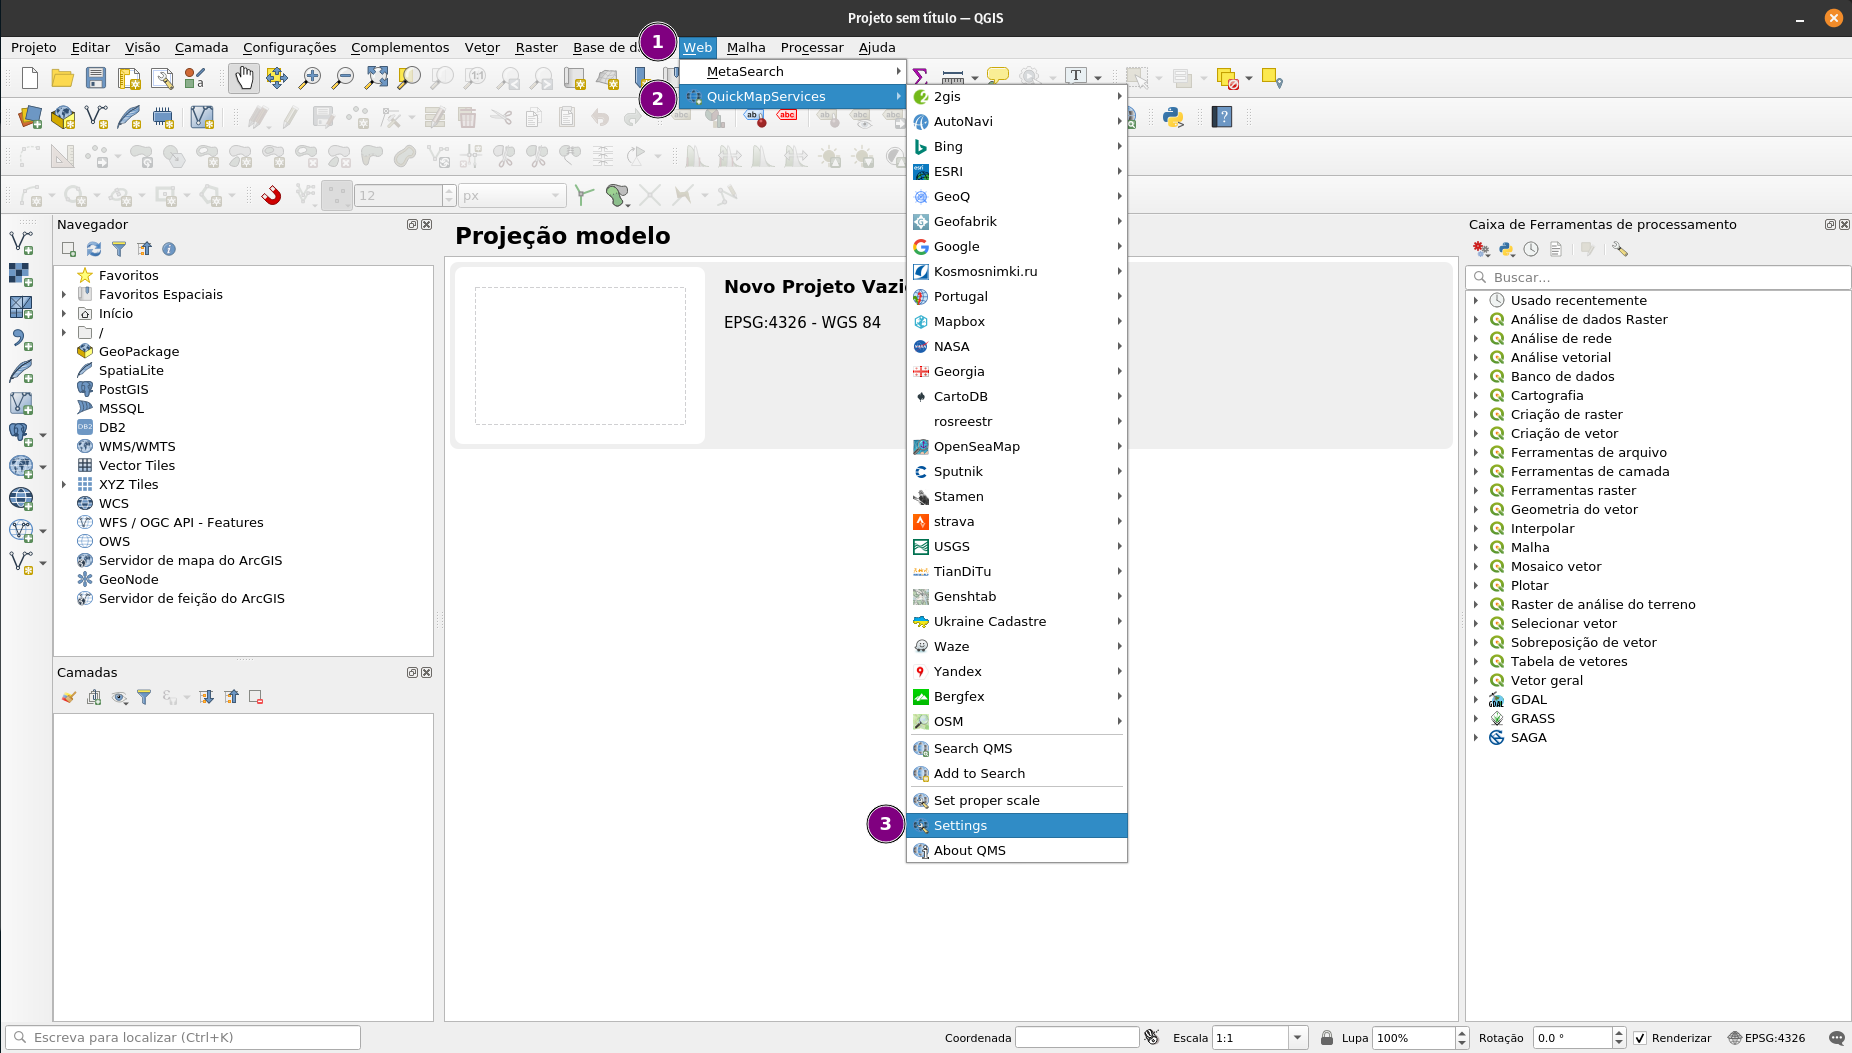 Projeto sem título — QGIS
Projeto Editar Visão Camada Configurações Complementos Vetor Raster Base de Web Malha Processar Ajuda
1
MetaSearch
2
QuickMapServices
2gis
AutoNavi
Bing
ESRI
GeoQ
Geofabrik
Google
Kosmosnimki.ru
Portugal
Mapbox
NASA
Georgia
CartoDB
rosreestr
OpenSeaMap
Sputnik
Stamen
strava
USGS
TianDiTu
Genshtab
Ukraine Cadastre
Waze
Yandex
Bergfex
OSM
Search QMS
Add to Search
Set proper scale
3
Settings
About QMS
12 px
Navegador
Favoritos
Favoritos Espaciais
Início
/
GeoPackage
SpatiaLite
PostGIS
MSSQL
DB2
WMS/WMTS
Vector Tiles
XYZ Tiles
WCS
WFS / OGC API - Features
OWS
Servidor de mapa do ArcGIS
GeoNode
Servidor de feição do ArcGIS
Camadas
Projeção modelo
Novo Projeto
EPSG:4326 - WGS 84
Caixa de Ferramentas de processamento
Buscar...
Usado recentemente
Análise de dados Raster
Análise de rede
Análise vetorial
Banco de dados
Cartografia
Criação de raster
Criação de vetor
Ferramentas de arquivo
Ferramentas de camada
Ferramentas raster
Geometria do vetor
Interpolar
Malha
Mosaico vetor
Plotar
Raster de análise do terreno
Selecionar vetor
Sobreposição de vetor
Tabela de vetores
Vetor geral
GDAL
GRASS
SAGA
Escreva para localizar (Ctrl+K)
Coordenada Escala 1:1 Lupa 100% Rotação 0.0 ° Renderizar EPSG:4326